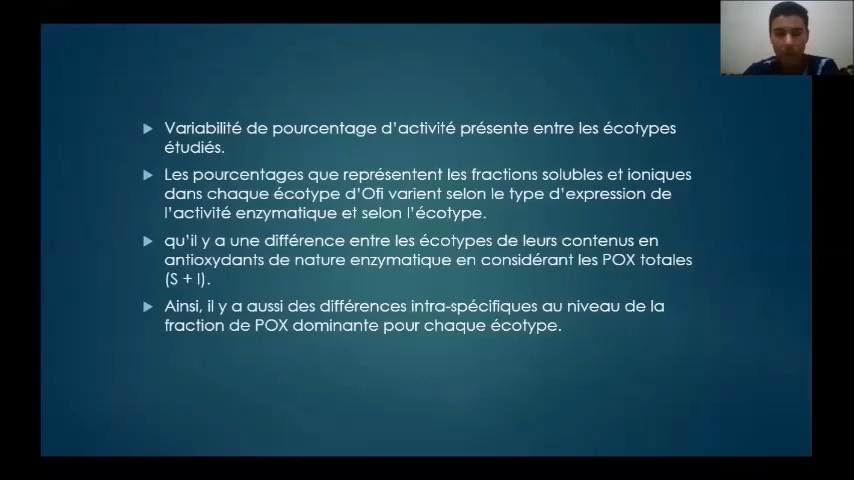 Variabilité de pourcentage d'activité présente entre les écotypes
étudiés.
Les pourcentages que représentent les fractions solubles et ioniques
dans chaque écotype d'Ofi varient selon le type d'expression de
l'activité enzymatique et selon l'écotype.
qu'il y a une différence entre les écotypes de leurs contenus en
antioxydants de nature enzymatique en considérant les POX totales
(S + I).
Ainsi, il y a aussi des différences intra-spécifiques au niveau de la
fraction de POX dominante pour chaque écotype.